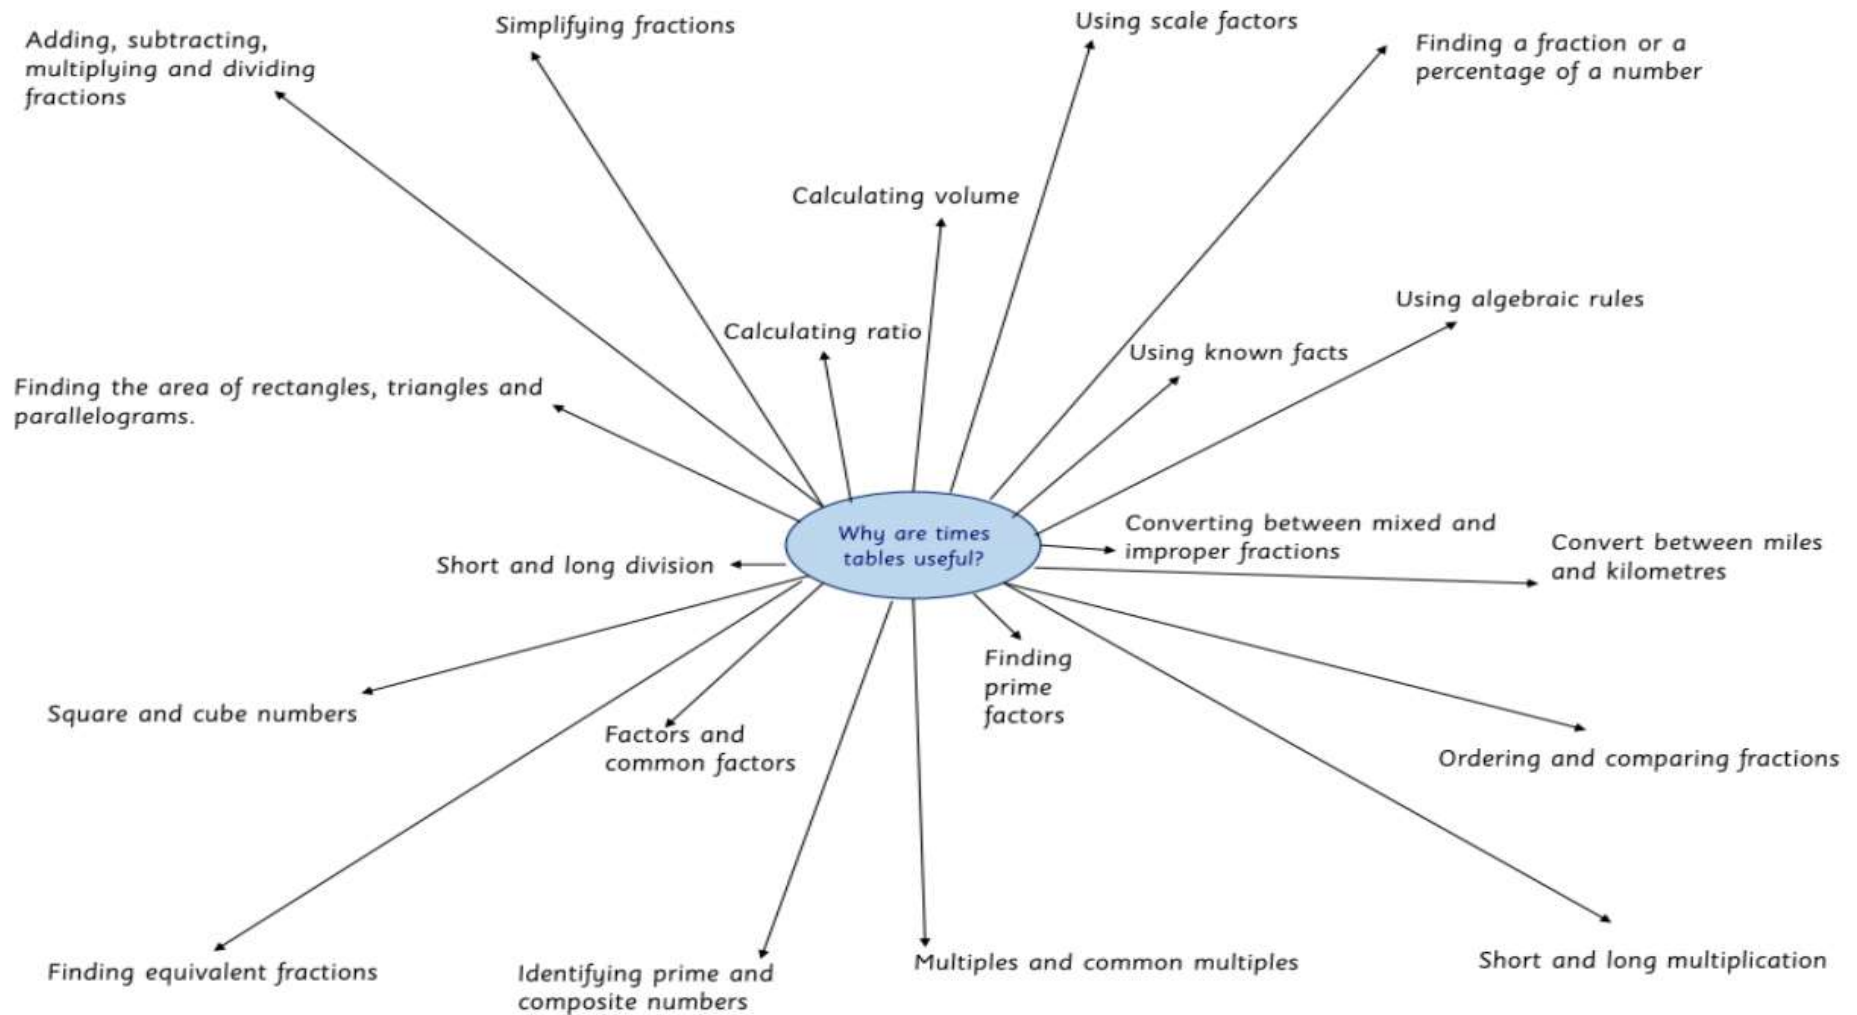 Simplifying fractions
Using scale factors
Adding, subtracting,
multiplying and dividing
fractions
Finding a fraction or a
percentage of a number
Calculating volume
Using algebraic rules
Calculating ratio
Using known facts
Finding the area of rectangles, triangles and
parallelograms.
Why are times
tables useful?
Converting between mixed and
improper fractions
Convert between miles
and kilometres
Short and long division
Finding
prime
factors
Square and cube numbers
Factors and
common factors
Ordering and comparing fractions
Finding equivalent fractions
Identifying prime and
composite numbers
Multiples and common multiples
Short and long multiplication